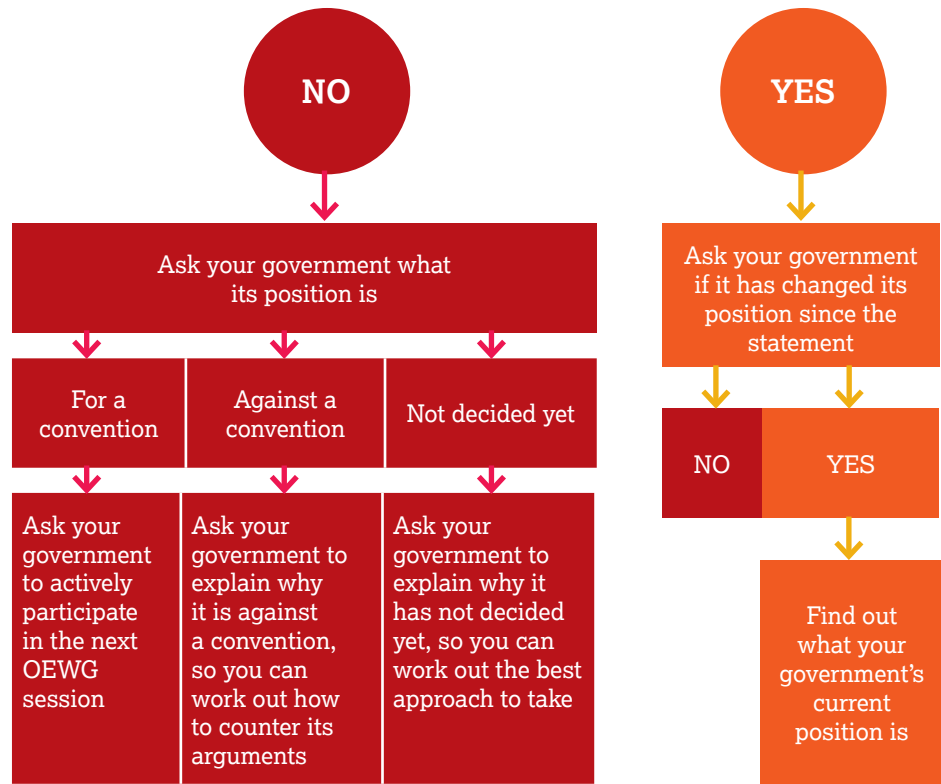 NO
Ask your government what
its position is
For a
convention
Against a
convention
Not decided yet
Ask your
government
to actively
participate
in the next
OEWG
session
Ask your
government to
explain why
it is against
a convention,
so you can
work out how
to counter its
arguments
Ask your
government to
explain why it
has not decided
yet, so you can
work out the best
approach to take
YES
Ask your government
if it has changed its
position since the
statement
NO
YES
Find out
what your
government’s
current
position is